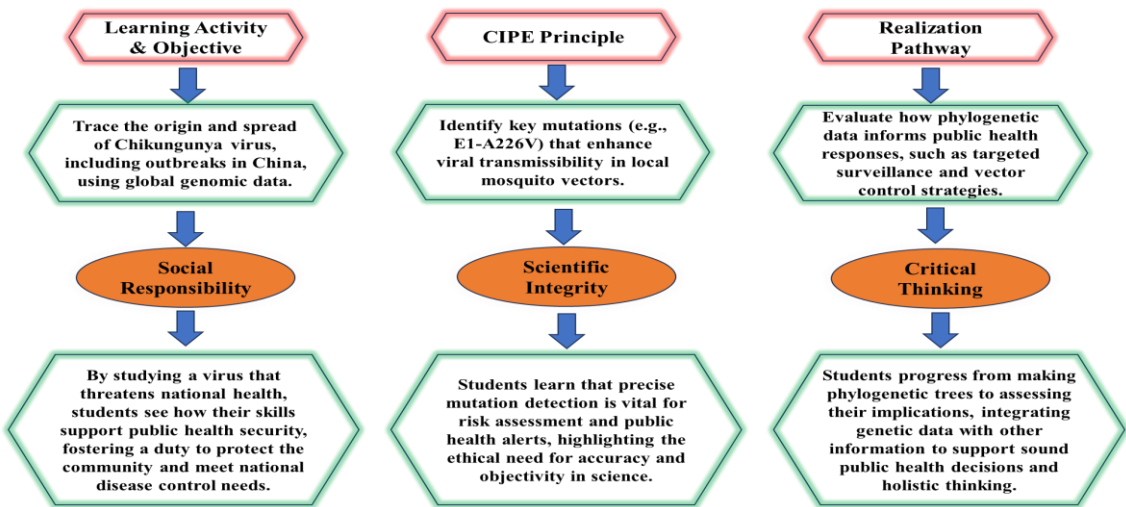 Learning Activity
& Objective
Trace the origin and spread
of Chikungunya virus,
including outbreaks in China,
using global genomic data.
Social
Responsibility
By studying a virus that
threatens national health,
students see how their skills
support public health security,
fostering a duty to protect the
community and meet national
disease control needs.
CIPE Principle
Identify key mutations (e.g.,
E1-A226V) that enhance
viral transmissibility in local
mosquito vectors.
Scientific
Integrity
Students learn that precise
mutation detection is vital for
risk assessment and public
health alerts, highlighting the
ethical need for accuracy and
objectivity in science.
Realization
Pathway
Evaluate how phylogenetic
data informs public health
responses, such as targeted
surveillance and vector
control strategies.
Critical
Thinking
Students progress from making
phylogenetic trees to assessing
their implications, integrating
genetic data with other
information to support sound
public health decisions and
holistic thinking.